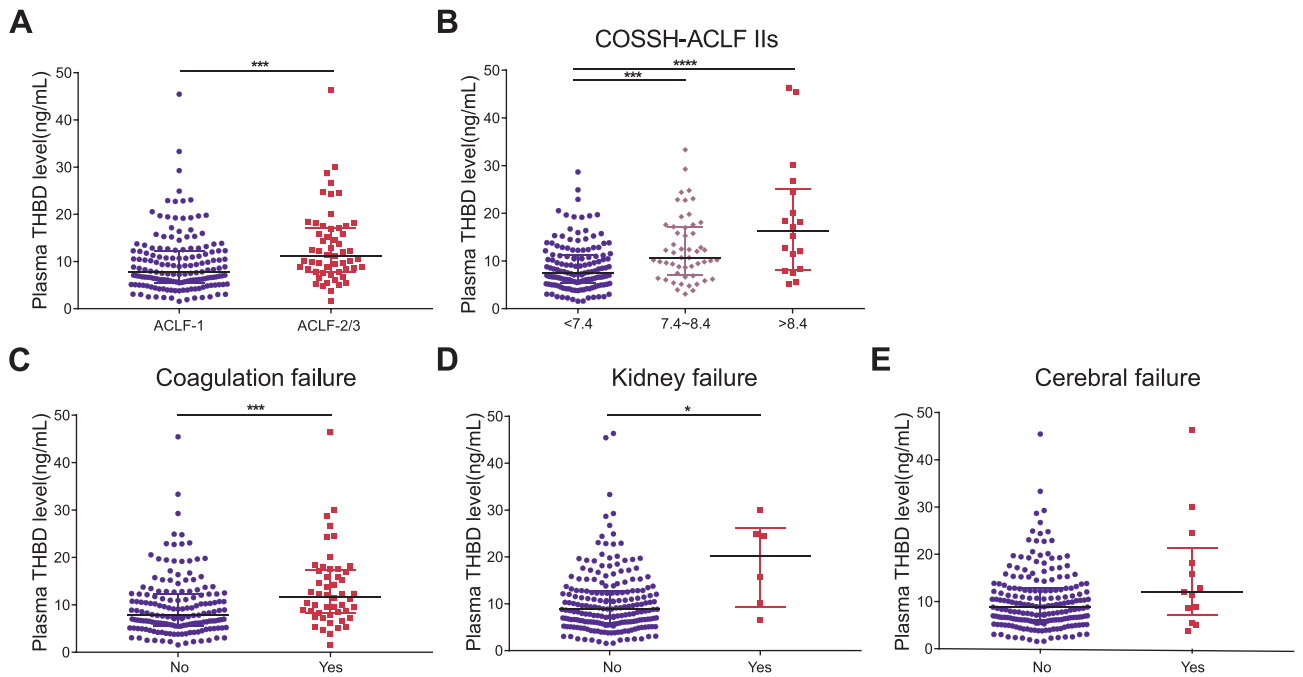 A
Plasma THBD level(ng/mL)
50
40
30
20
10
0
***
ACLF-1
ACLF-2/3
B
COSSH-ACLF IIs
Plasma THBD level(ng/mL)
50
40
30
20
10
0
****
***
<7.4
7.4~8.4
>8.4
C
Coagulation failure
Plasma THBD level(ng/mL)
50
40
30
20
10
0
***
No
Yes
D
Kidney failure
Plasma THBD level(ng/mL)
50
40
30
20
10
0
*
No
Yes
E
Cerebral failure
Plasma THBD level(ng/mL)
50
40
30
20
10
0
No
Yes